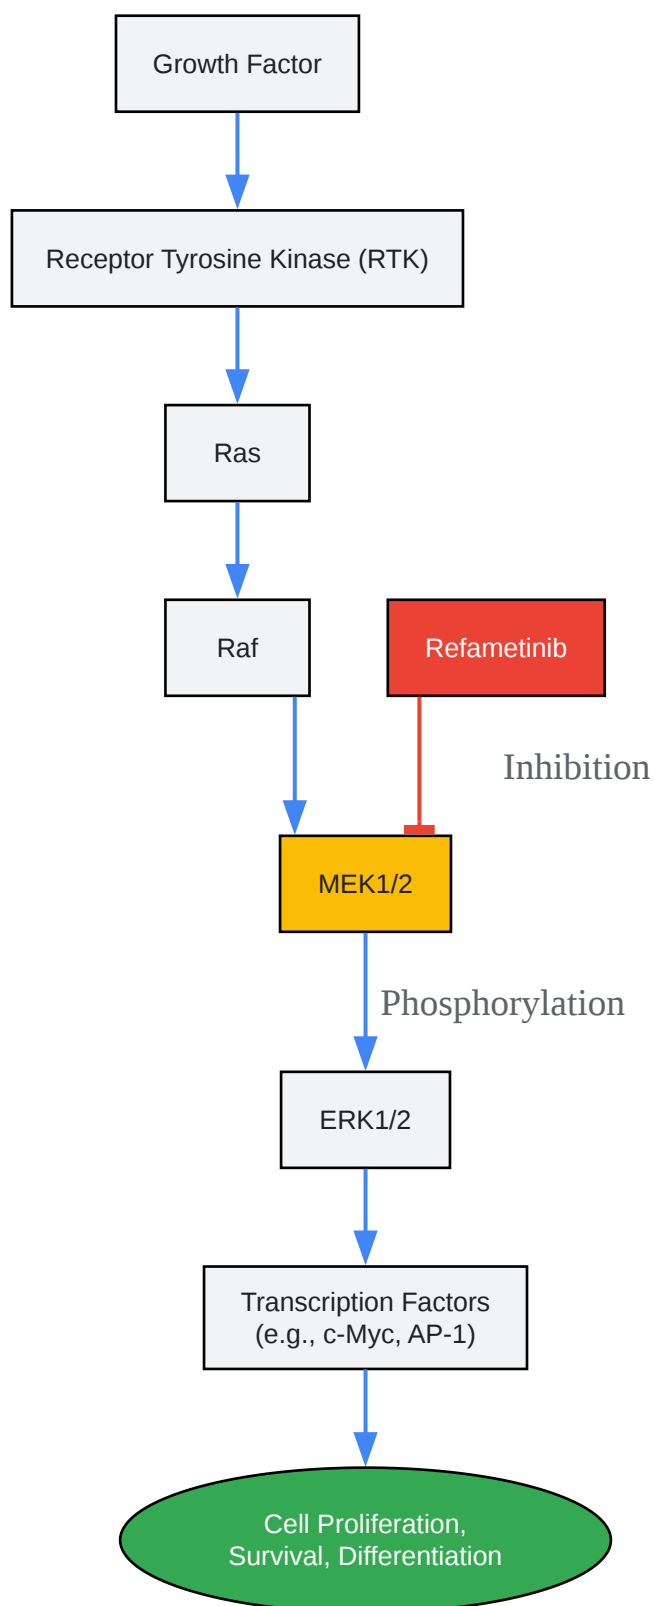 Growth Factor
Receptor Tyrosine Kinase (RTK)
Ras
Raf
Refametinib
Inhibition
MEK1/2
Phosphorylation
ERK1/2
Transcription Factors
(e.g., c-Myc, AP-1)
Cell Proliferation,
Survival, Differentiation